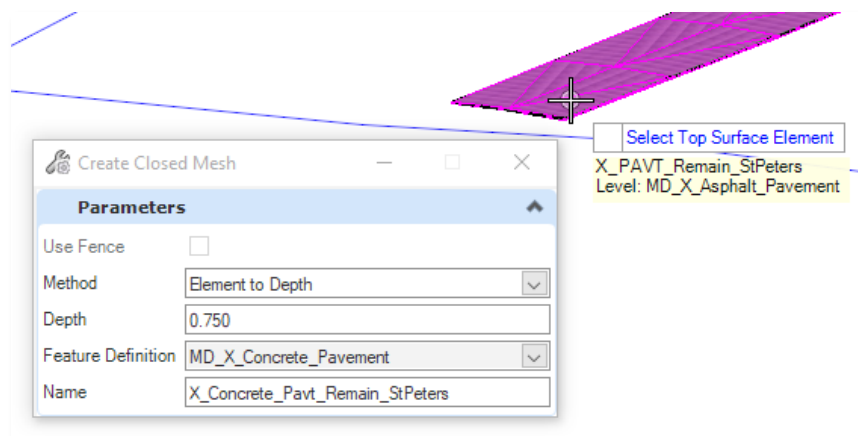 Select Top Surface Element
X_PAVT_Remain_StPeters
Level: MD_X_Asphalt_Pavement
Create Closed Mesh
Parameters
Use Fence
Method Element to Depth
Depth 0.750
Feature Definition MD_X_Concrete_Pavement
Name X_Concrete_Pavt_Remain_StPeters